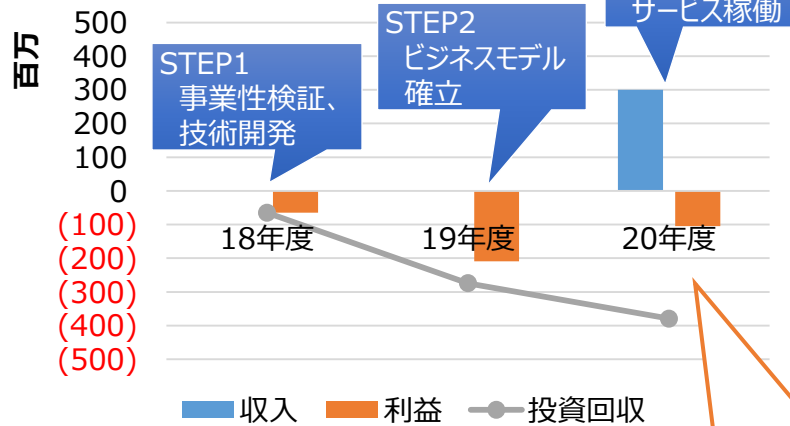 サービス稼働
STEP2
ビジネスモデル
確立
STEP1
事業性検証、
技術開発
百万
500
400
300
200
100
0
(100)
(200)
(300)
(400)
(500)
18年度
19年度
20年度
収入
利益
投資回収